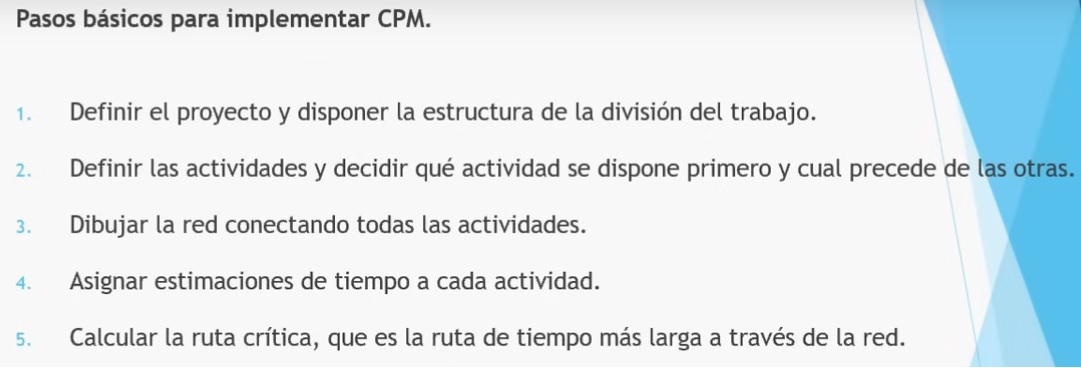 Pasos básicos para implementar CPM.
1. Definir el proyecto y disponer la estructura de la división del trabajo.
2. Definir las actividades y decidir qué actividad se dispone primero y cual precede de las otras.
3. Dibujar la red conectando todas las actividades.
4. Asignar estimaciones de tiempo a cada actividad.
5. Calcular la ruta crítica, que es la ruta de tiempo más larga a través de la red.